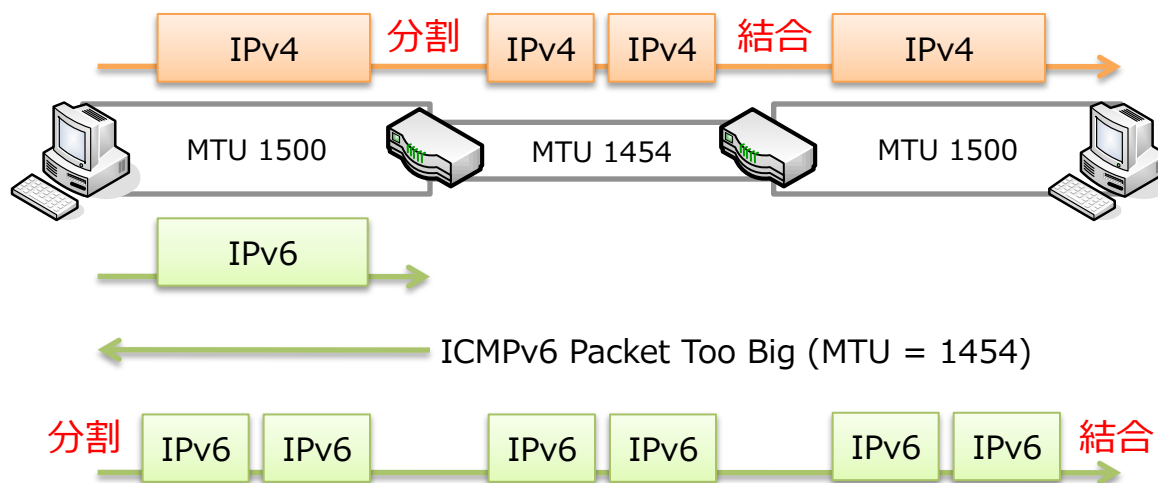 IPv4 分割 IPv4 IPv4 結合 IPv4
MTU 1500 MTU 1454 MTU 1500
IPv6
ICMPv6 Packet Too Big (MTU = 1454)
分割 IPv6 IPv6 IPv6 IPv6 IPv6 IPv6 結合